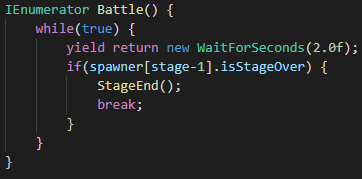 IEnumerator Battle() {
    while(true) {
        yield return new WaitForSeconds(2.0f);
        if(spawner[stage-1].isStageOver) {
            StageEnd();
            break;
        }
    }
}